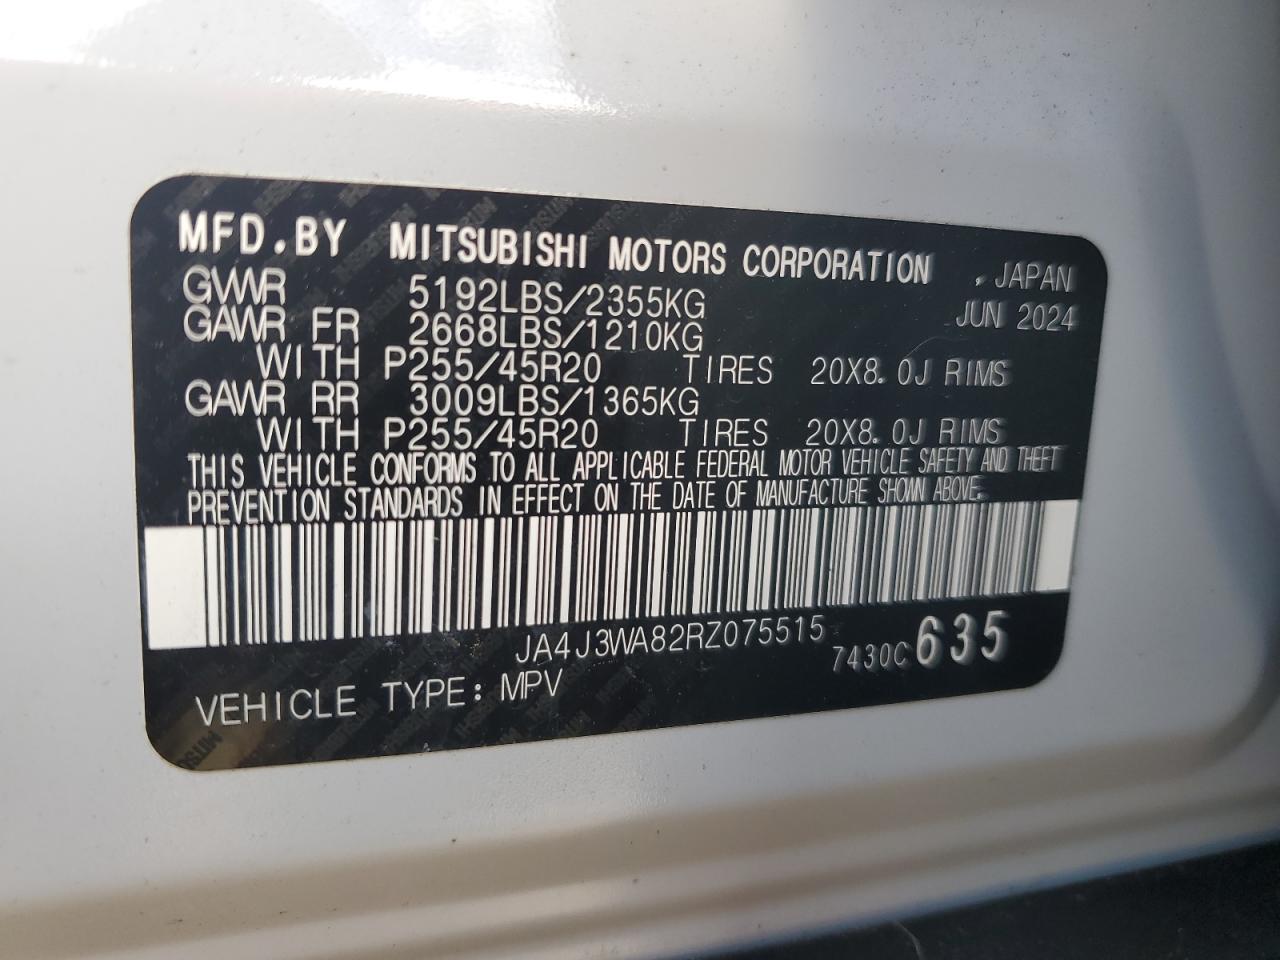 MFD.BY MITSUBISHI MOTORS CORPORATION , JAPAN
GVWR 5192LBS/2355KG JUN 2024
GAWR FR 2668LBS/1210KG
WITH P255/45R20 TIRES 20X8.0J RIMS
GAWR RR 3009LBS/1365KG
WITH P255/45R20 TIRES 20X8.0J RIMS
THIS VEHICLE CONFORMS TO ALL APPLICABLE FEDERAL MOTOR VEHICLE SAFETY AND THEFT
PREVENTION STANDARDS IN EFFECT ON THE DATE OF MANUFACTURE SHOWN ABOVE.
JA4J3WA82RZ075515 7430C635
VEHICLE TYPE: MPV